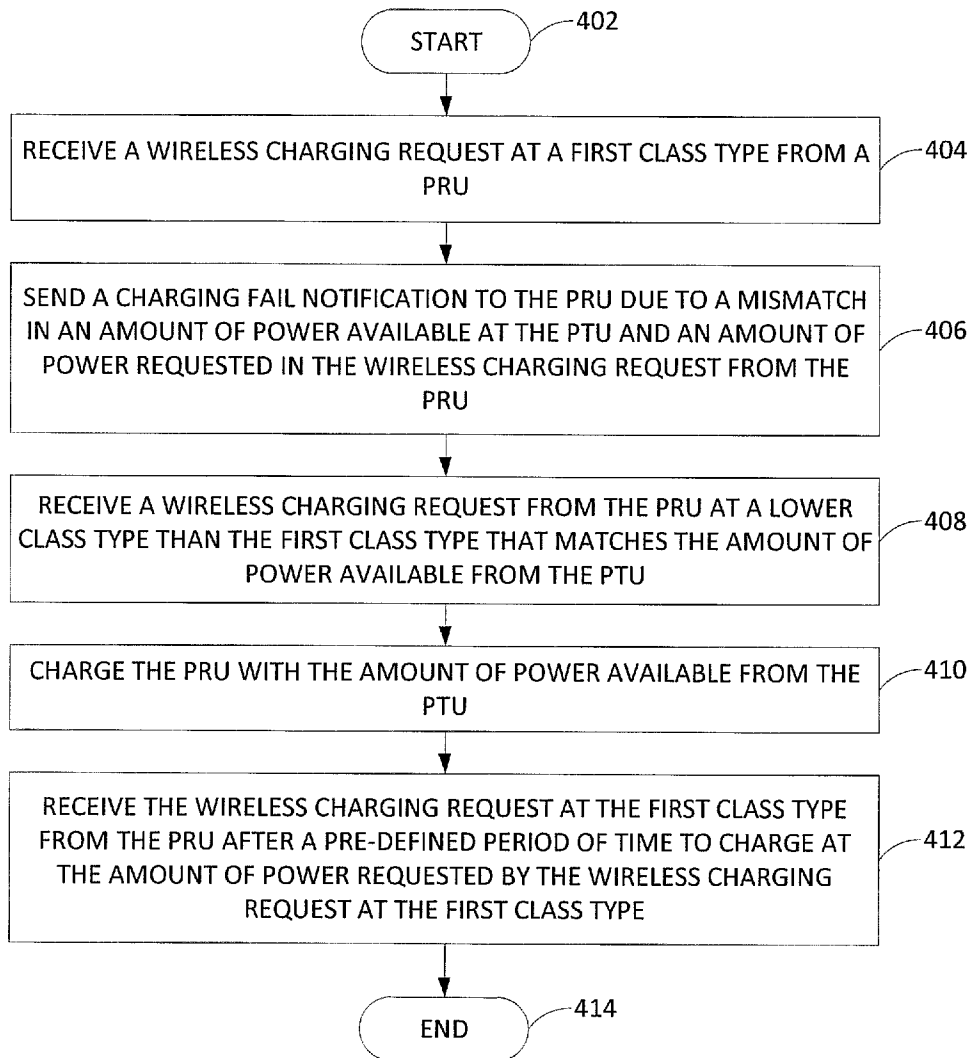 START
402
RECEIVE A WIRELESS CHARGING REQUEST AT A FIRST CLASS TYPE FROM A
PRU
404
SEND A CHARGING FAIL NOTIFICATION TO THE PRU DUE TO A MISMATCH
IN AN AMOUNT OF POWER AVAILABLE AT THE PTU AND AN AMOUNT OF
POWER REQUESTED IN THE WIRELESS CHARGING REQUEST FROM THE
PRU
406
RECEIVE A WIRELESS CHARGING REQUEST FROM THE PRU AT A LOWER
CLASS TYPE THAN THE FIRST CLASS TYPE THAT MATCHES THE AMOUNT OF
POWER AVAILABLE FROM THE PTU
408
CHARGE THE PRU WITH THE AMOUNT OF POWER AVAILABLE FROM THE
PTU
410
RECEIVE THE WIRELESS CHARGING REQUEST AT THE FIRST CLASS TYPE
FROM THE PRU AFTER A PRE-DEFINED PERIOD OF TIME TO CHARGE AT
THE AMOUNT OF POWER REQUESTED BY THE WIRELESS CHARGING
REQUEST AT THE FIRST CLASS TYPE
412
END
414